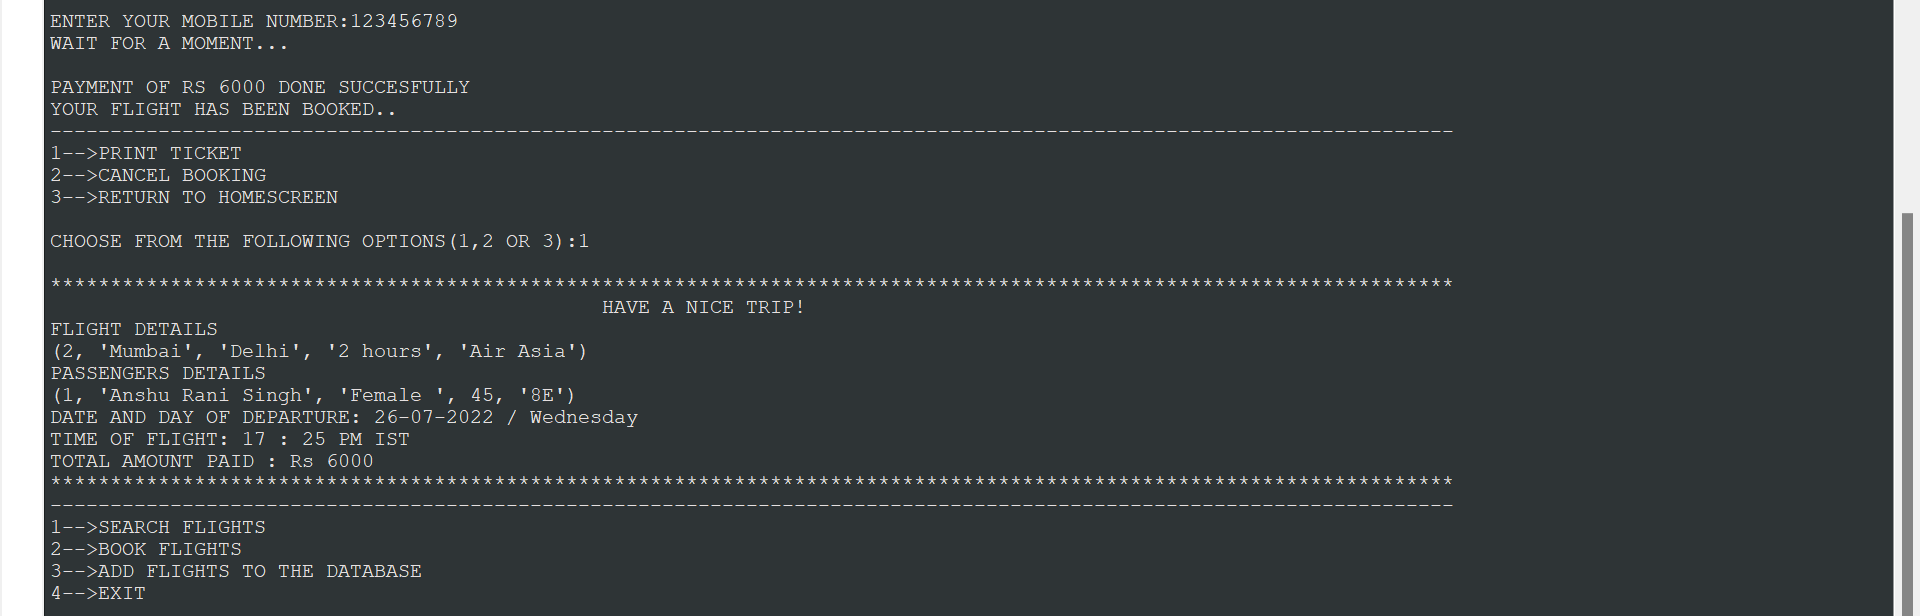 ENTER YOUR MOBILE NUMBER:123456789
WAIT FOR A MOMENT...
PAYMENT OF RS 6000 DONE SUCCESFULLY
YOUR FLIGHT HAS BEEN BOOKED..
---------------------------------------------------------------------------------------------------------------------
1-->PRINT TICKET
2-->CANCEL BOOKING
3-->RETURN TO HOMESCREEN
CHOOSE FROM THE FOLLOWING OPTIONS(1,2 OR 3):1
*********************************************************************************************************************
HAVE A NICE TRIP!
FLIGHT DETAILS
(2, 'Mumbai', 'Delhi', '2 hours', 'Air Asia')
PASSENGERS DETAILS
(1, 'Anshu Rani Singh', 'Female ', 45, '8E')
DATE AND DAY OF DEPARTURE: 26-07-2022 / Wednesday
TIME OF FLIGHT: 17 : 25 PM IST
TOTAL AMOUNT PAID : Rs 6000
*********************************************************************************************************************
---------------------------------------------------------------------------------------------------------------------
1-->SEARCH FLIGHTS
2-->BOOK FLIGHTS
3-->ADD FLIGHTS TO THE DATABASE
4-->EXIT